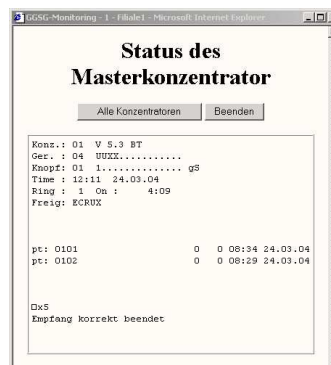 GGSG-Monitoring - 1 - Filiale1 - Microsoft Internet Explorer
Status des
Masterkonzentrator
Alle Konzentratoren Beenden
Konz.: 01 V 5.3 BT
Ger. : 04 UUXX...........
Knopf: 01 1.............. gS
Time : 12:11 24.03.04
Ring : 1 On : 4:09
Freig: ECRUX
pt: 0101 0 0 08:34 24.03.04
pt: 0102 0 0 08:29 24.03.04
□x5
Empfang korrekt beendet